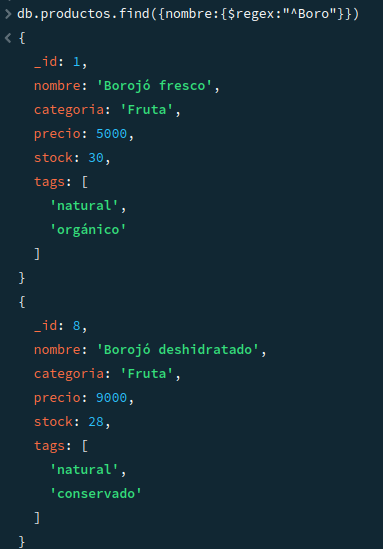 db.productos.find({nombre:{$regex:"^Boro"}})
{
_id: 1,
nombre: 'Borojó fresco',
categoria: 'Fruta',
precio: 5000,
stock: 30,
tags: [
'natural',
'orgánico'
]
}
{
_id: 8,
nombre: 'Borojó deshidratado',
categoria: 'Fruta',
precio: 9000,
stock: 28,
tags: [
'natural',
'conservado'
]
}